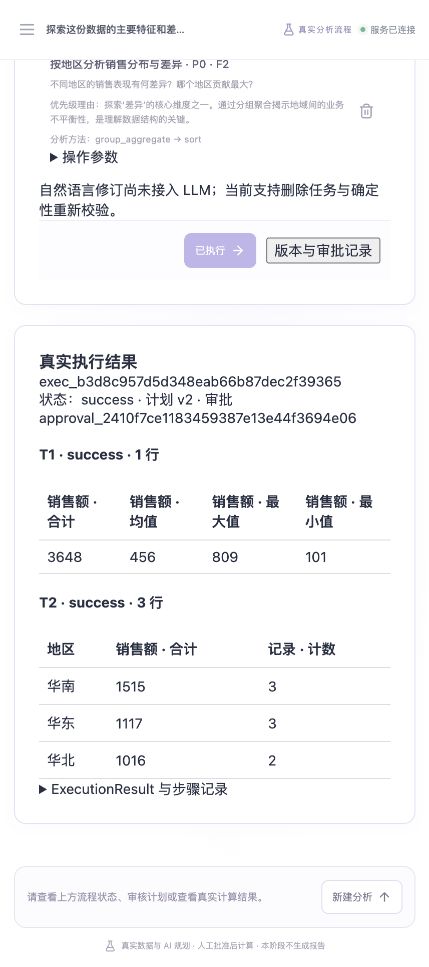 探索这份数据的主要特征和差...
真实分析流程 服务已连接
按地区分析销售分布与差异 · P0 · F2
不同地区的销售表现有何差异？哪个地区贡献最大？
优先级理由：探索‘差异’的核心维度之一，通过分组聚合揭示地域间的业务
不平衡性，是理解数据结构的关键。
分析方法：group_aggregate → sort
▶ 操作参数
自然语言修订尚未接入 LLM；当前支持删除任务与确定
性重新校验。
已执行 → 版本与审批记录
真实执行结果
exec_b3d8c957d5d348eab66b87dec2f39365
状态：success · 计划 v2 · 审批
approval_2410f7ce1183459387e13e44f3694e06
T1 · success · 1 行
销售额 · 合计 销售额 · 均值 销售额 · 最大值 销售额 · 最小值
3648 456 809 101
T2 · success · 3 行
地区 销售额 · 合计 记录 · 计数
华南 1515 3
华东 1117 3
华北 1016 2
▶ ExecutionResult 与步骤记录
请查看上方流程状态、审核计划或查看真实计算结果。 新建分析 ↑
真实数据与 AI 规划 · 人工批准后计算 · 本阶段不生成报告